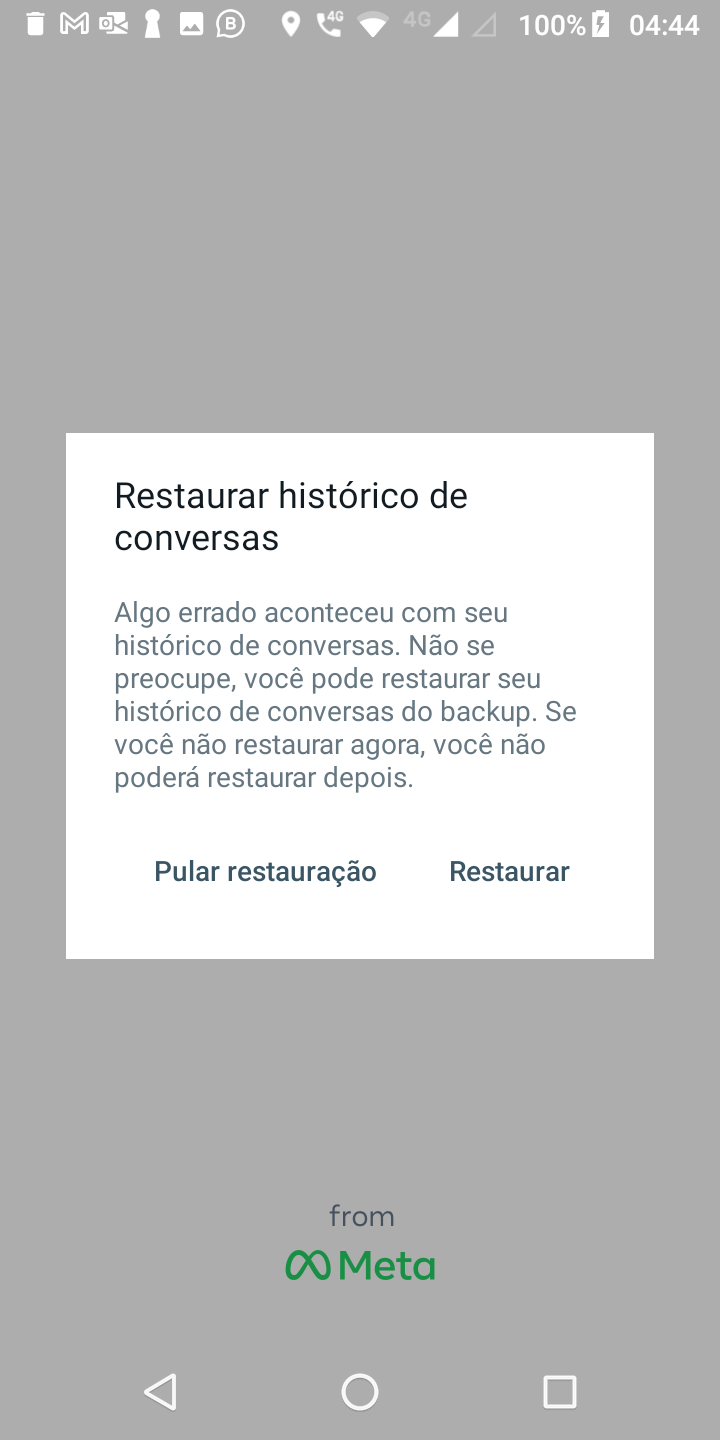 4G 4G 100% 04:44
Restaurar histórico de
conversas
Algo errado aconteceu com seu
histórico de conversas. Não se
preocupe, você pode restaurar seu
histórico de conversas do backup. Se
você não restaurar agora, você não
poderá restaurar depois.
Pular restauração Restaurar
from
Meta